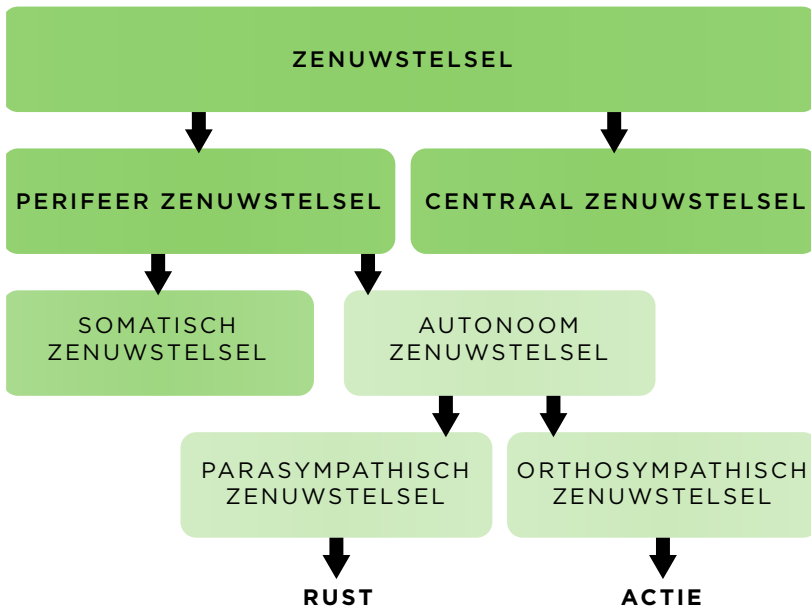 ZENUWSTELSEL
PERIFEER ZENUWSTELSEL
CENTRAAL ZENUWSTELSEL
SOMATISCH
ZENUWSTELSEL
AUTONOOM
ZENUWSTELSEL
PARASYMPATHISCH
ZENUWSTELSEL
ORTHOSYMPATHISCH
ZENUWSTELSEL
RUST
ACTIE